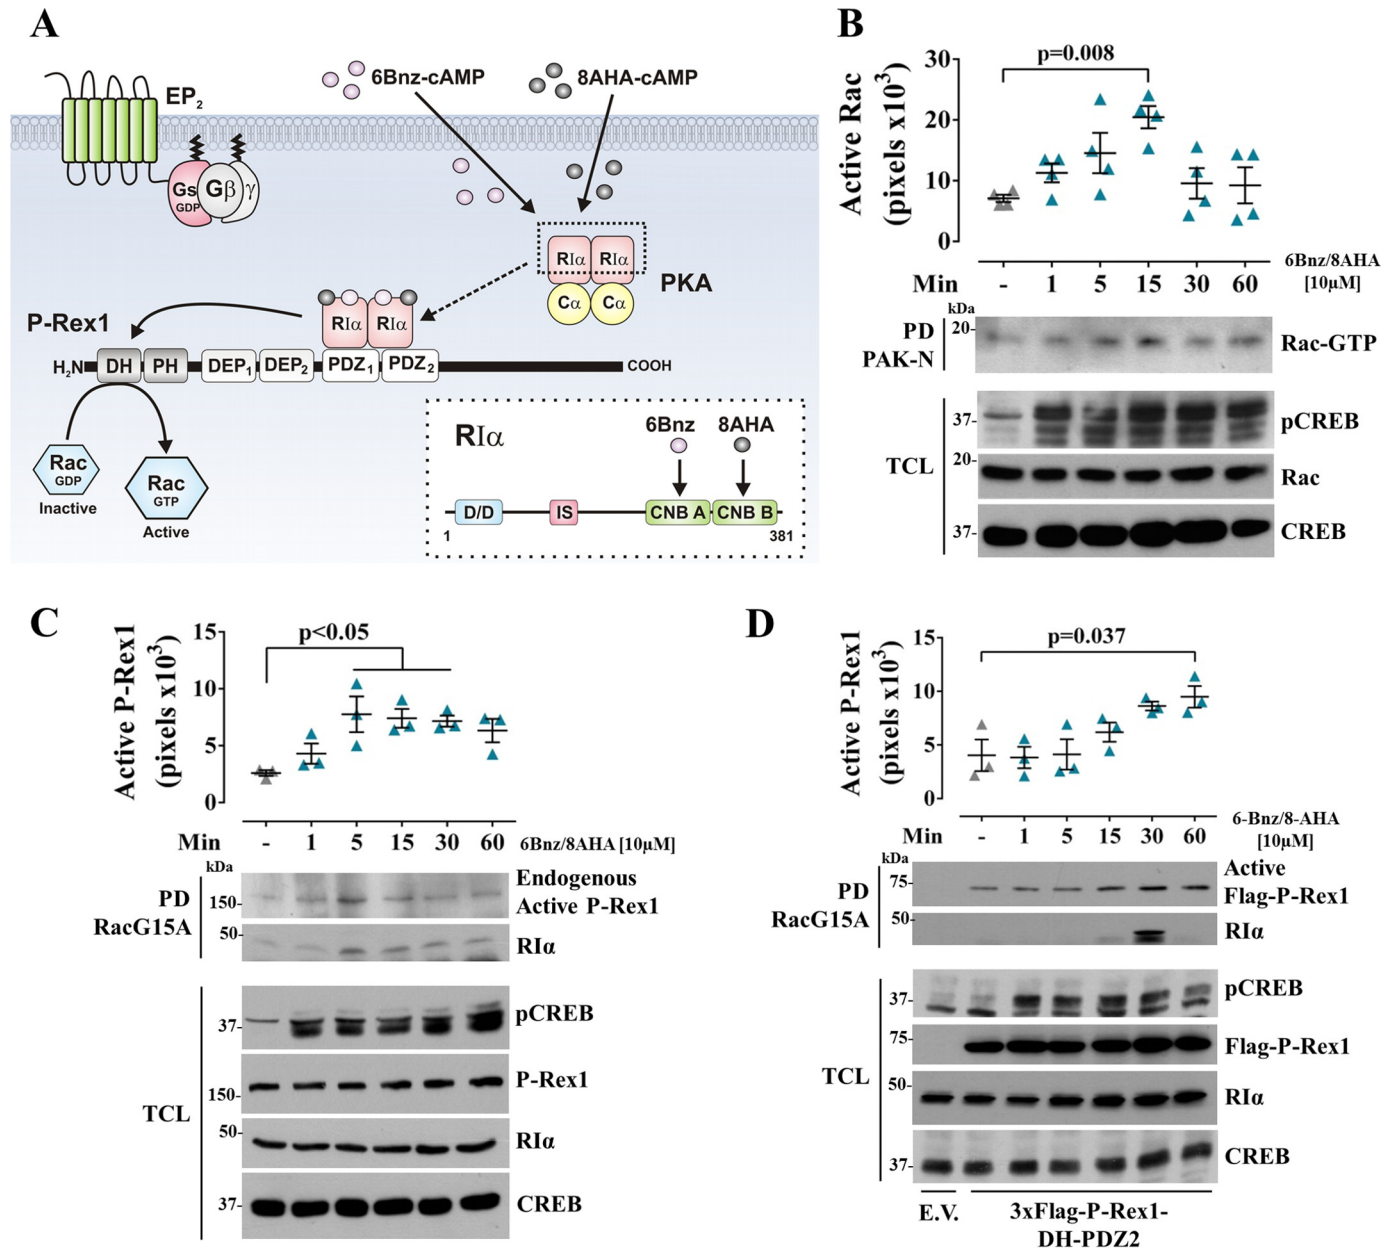 A
EP2
6Bnz-cAMP
8AHA-cAMP
Gs
GDP
Gβ
γ
RIα RIα
PKA
Cα Cα
P-Rex1
RIα RIα
H2N DH PH DEP1 DEP2 PDZ1 PDZ2 COOH
RIα
6Bnz 8AHA
D/D IS CNB A CNB B
1 381
Rac
GDP
Inactive
Rac
GTP
Active
B
p=0.008
Active Rac
(pixels x10³)
30
20
10
0
Min - 1 5 15 30 60
6Bnz/8AHA
[10µM]
kDa
PD
PAK-N
20-
Rac-GTP
TCL
37-
pCREB
20-
Rac
37-
CREB
C
p<0.05
Active P-Rex1
(pixels x10³)
15
10
5
0
Min - 1 5 15 30 60 6Bnz/8AHA [10µM]
kDa
PD
RacG15A
150-
Endogenous
Active P-Rex1
50-
RIα
TCL
37-
pCREB
150-
P-Rex1
50-
RIα
37-
CREB
D
p=0.037
Active P-Rex1
(pixels x10³)
15
10
5
0
Min - 1 5 15 30 60
6-Bnz/8-AHA
[10µM]
kDa
PD
RacG15A
75-
Active
Flag-P-Rex1
50-
RIα
TCL
37-
pCREB
75-
Flag-P-Rex1
50-
RIα
37-
CREB
E.V.
3xFlag-P-Rex1-
DH-PDZ2